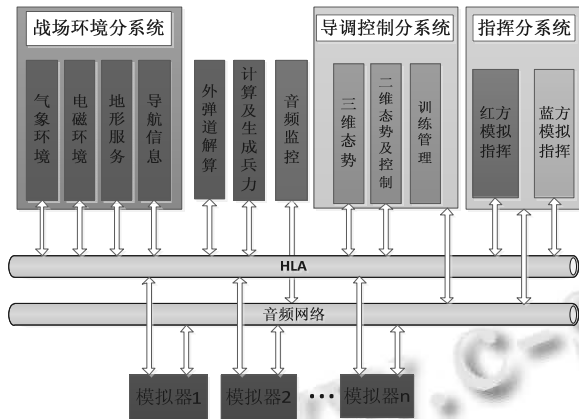 战场环境分系统
导调控制分系统
指挥分系统
气象环境
电磁环境
地形服务
导航信息
外弹道解算
计算及生成兵力
音频监控
三维态势
二维态势及控制
训练管理
红方模拟指挥
蓝方模拟指挥
HLA
音频网络
模拟器1
模拟器2
···
模拟器n